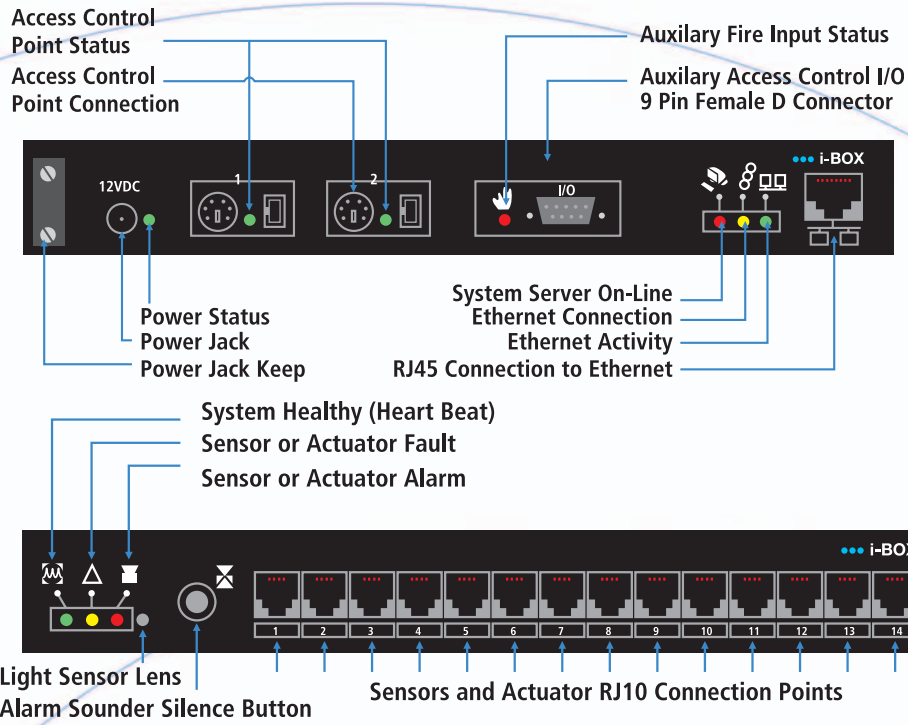 Access Control
Point Status
Access Control
Point Connection
Auxilary Fire Input Status
Auxilary Access Control I/O
9 Pin Female D Connector
12VDC
1
2
I/O
i-BOX
Power Status
Power Jack
Power Jack Keep
System Server On-Line
Ethernet Connection
Ethernet Activity
RJ45 Connection to Ethernet
System Healthy (Heart Beat)
Sensor or Actuator Fault
Sensor or Actuator Alarm
i-BOX
1 2 3 4 5 6 7 8 9 10 11 12 13 14
Light Sensor Lens
Alarm Sounder Silence Button
Sensors and Actuator RJ10 Connection Points